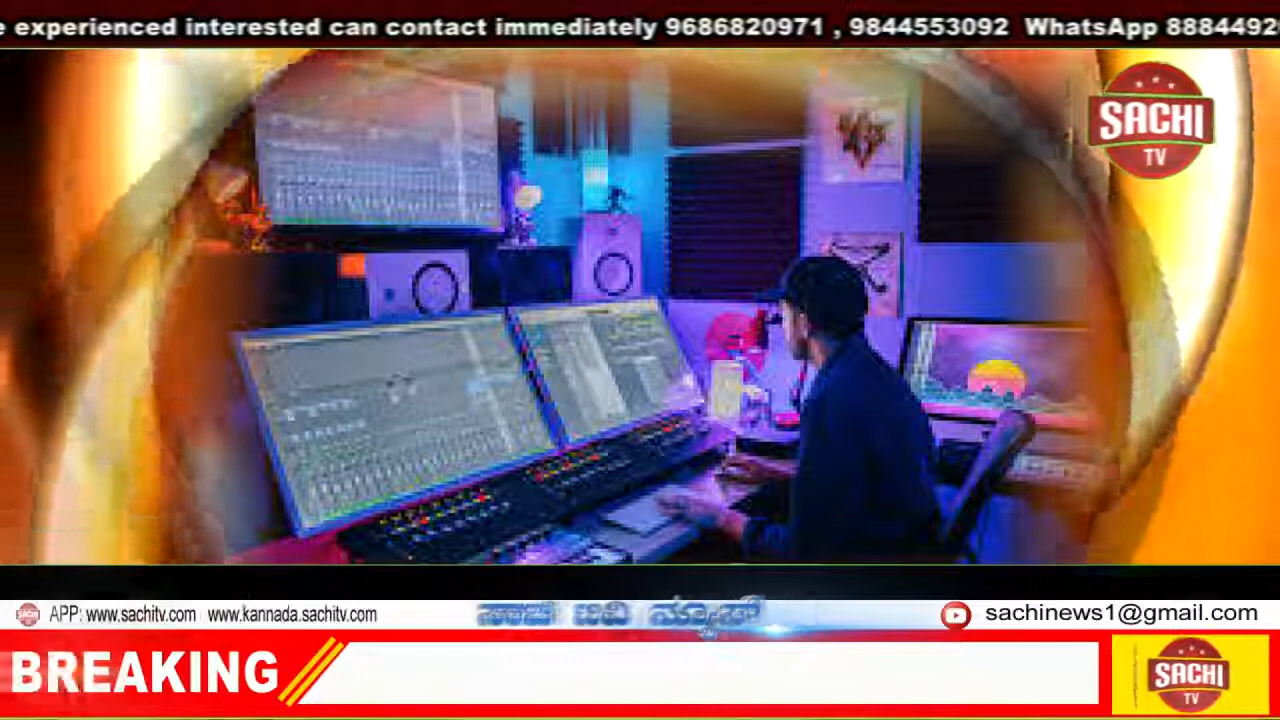 e experienced interested can contact immediately 9686820971 , 9844553092 WhatsApp 8884492
SACHI
TV
APP: www.sachitv.com www.kannada.sachitv.com
sachinews1@gmail.com
BREAKING
SACHI
TV